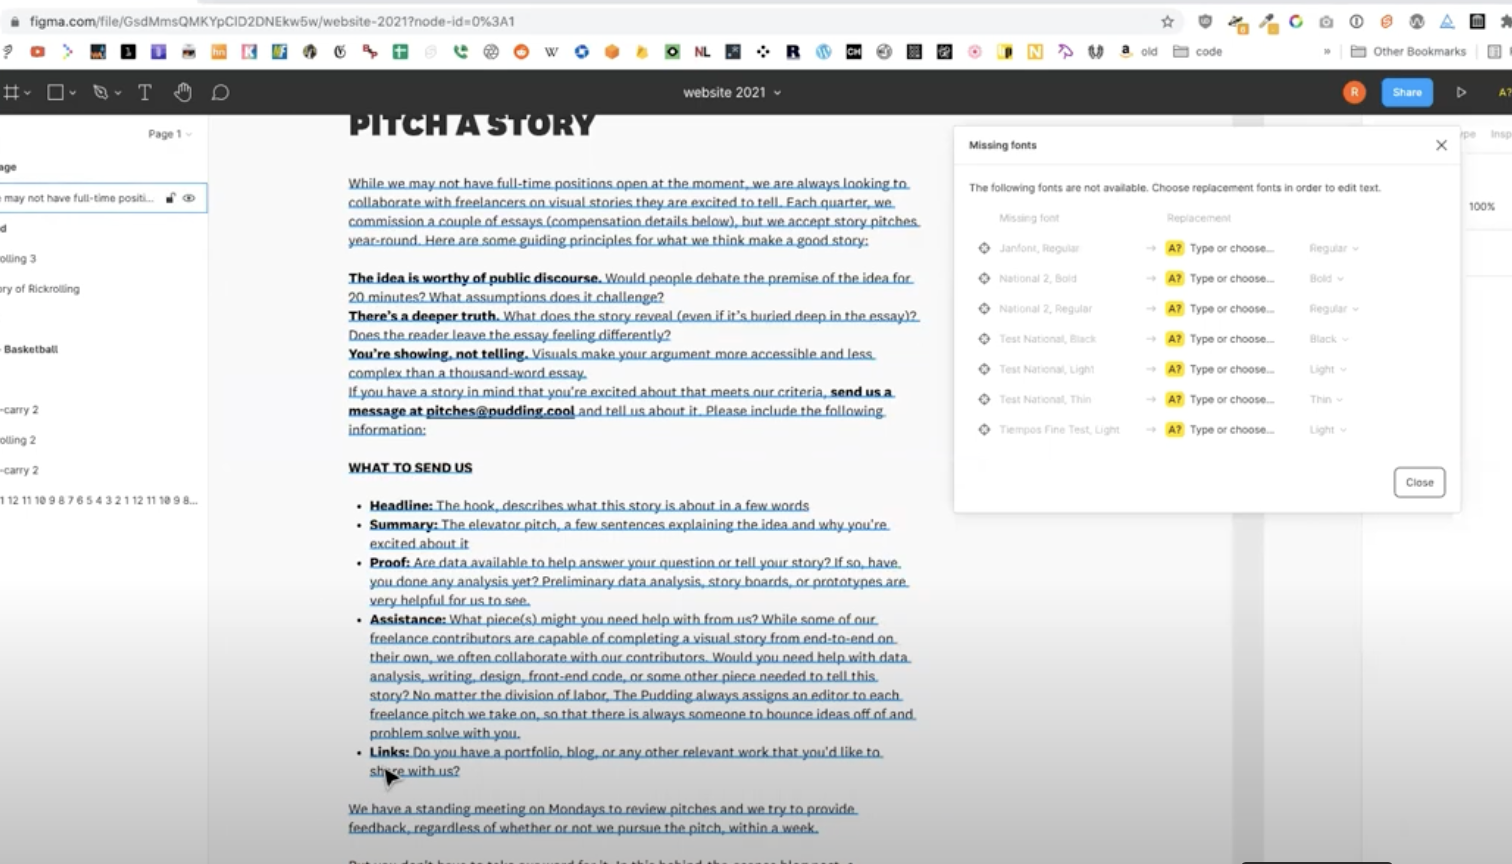 figma.com/file/GsdMmsQMKYpCID2DNEkw5w/website-2021?node-id=0%3A1
old
code
»
Other Bookmarks
website 2021
R
Share
A?
PITCH A STORY
Page 1
age
may not have full-time positi...
d
olling 3
ory of Rickrolling
Basketball
-carry 2
olling 2
-carry 2
1 12 11 10 9 8 7 6 5 4 3 2 1 12 11 10 9 8...
While we may not have full-time positions open at the moment, we are always looking to
collaborate with freelancers on visual stories they are excited to tell. Each quarter, we
commission a couple of essays (compensation details below), but we accept story pitches
year-round. Here are some guiding principles for what we think make a good story:
The idea is worthy of public discourse. Would people debate the premise of the idea for
20 minutes? What assumptions does it challenge?
There's a deeper truth. What does the story reveal (even if it's buried deep in the essay)?
Does the reader leave the essay feeling differently?
You're showing, not telling. Visuals make your argument more accessible and less
complex than a thousand-word essay.
If you have a story in mind that you're excited about that meets our criteria, send us a
message at pitches@pudding.cool and tell us about it. Please include the following
information:
WHAT TO SEND US
• Headline: The hook, describes what this story is about in a few words
• Summary: The elevator pitch, a few sentences explaining the idea and why you're
excited about it
• Proof: Are data available to help answer your question or tell your story? If so, have
you done any analysis yet? Preliminary data analysis, story boards, or prototypes are
very helpful for us to see.
• Assistance: What piece(s) might you need help with from us? While some of our
freelance contributors are capable of completing a visual story from end-to-end on
their own, we often collaborate with our contributors. Would you need help with data
analysis, writing, design, front-end code, or some other piece needed to tell this
story? No matter the division of labor, The Pudding always assigns an editor to each
freelance pitch we take on, so that there is always someone to bounce ideas off of and
problem solve with you.
• Links: Do you have a portfolio, blog, or any other relevant work that you'd like to
share with us?
We have a standing meeting on Mondays to review pitches and we try to provide
feedback, regardless of whether or not we pursue the pitch, within a week.
Missing fonts
The following fonts are not available. Choose replacement fonts in order to edit text.
Missing font Replacement
Janfont, Regular → A? Type or choose... Regular
National 2, Bold → A? Type or choose... Bold
National 2, Regular → A? Type or choose... Regular
Test National, Black → A? Type or choose... Black
Test National, Light → A? Type or choose... Light
Test National, Thin → A? Type or choose... Thin
Tiempos Fine Test, Light → A? Type or choose... Light
Close
ype
Insp
100%